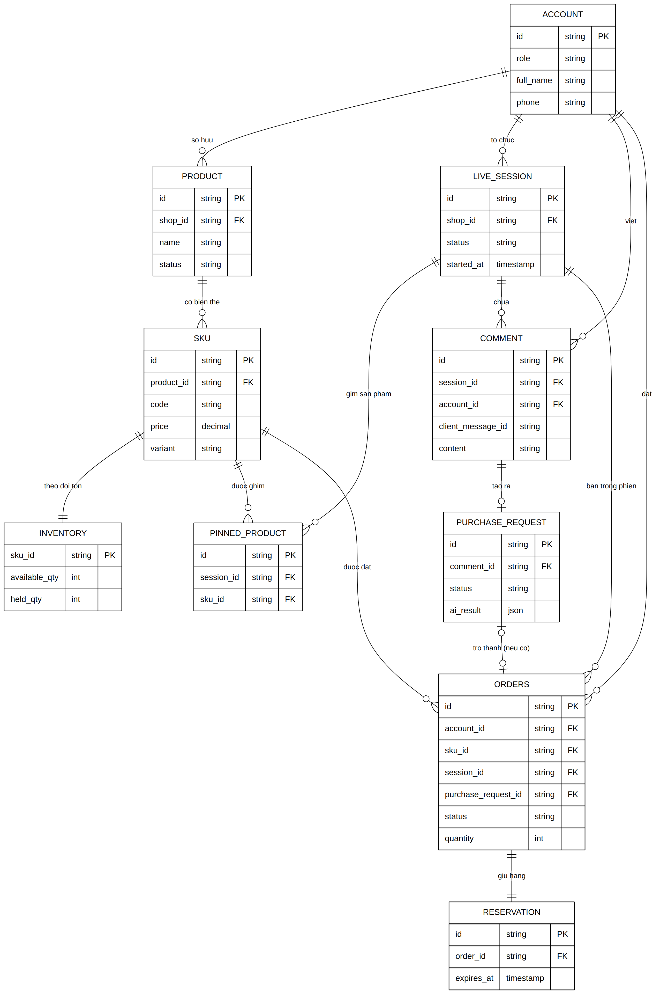 ACCOUNT
id string PK
role string
full_name string
phone string
so huu
to chuc
PRODUCT
id string PK
shop_id string FK
name string
status string
LIVE_SESSION
id string PK
shop_id string FK
status string
started_at timestamp
viet
co bien the
chua
SKU
id string PK
product_id string FK
code string
price decimal
variant string
gim san pham
COMMENT
id string PK
session_id string FK
account_id string FK
client_message_id string
content string
dat
theo doi ton
duoc ghim
tao ra
ban trong phien
INVENTORY
sku_id string PK
available_qty int
held_qty int
PINNED_PRODUCT
id string PK
session_id string FK
sku_id string FK
duoc dat
PURCHASE_REQUEST
id string PK
comment_id string FK
status string
ai_result json
tro thanh (neu co)
ORDERS
id string PK
account_id string FK
sku_id string FK
session_id string FK
purchase_request_id string FK
status string
quantity int
giu hang
RESERVATION
id string PK
order_id string FK
expires_at timestamp